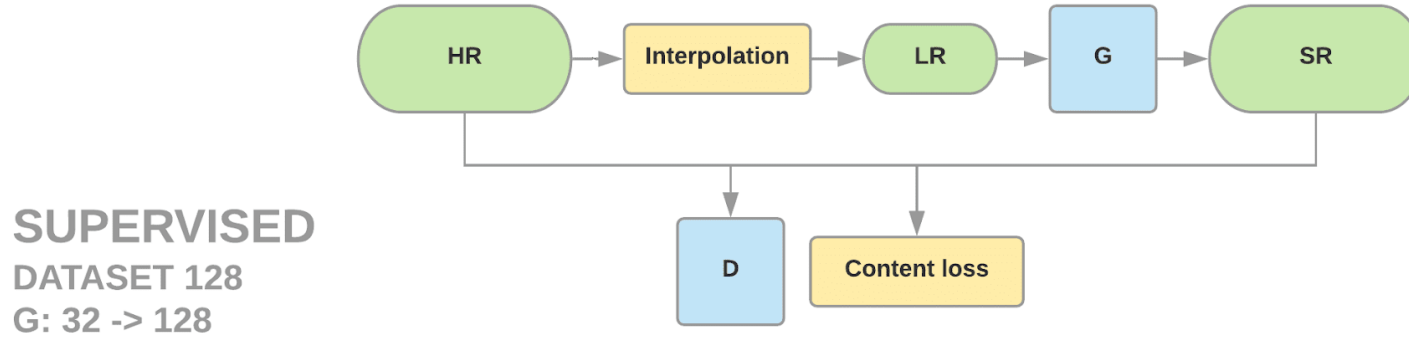 HR
Interpolation
LR
G
SR
SUPERVISED
DATASET 128
G: 32 -> 128
D
Content loss